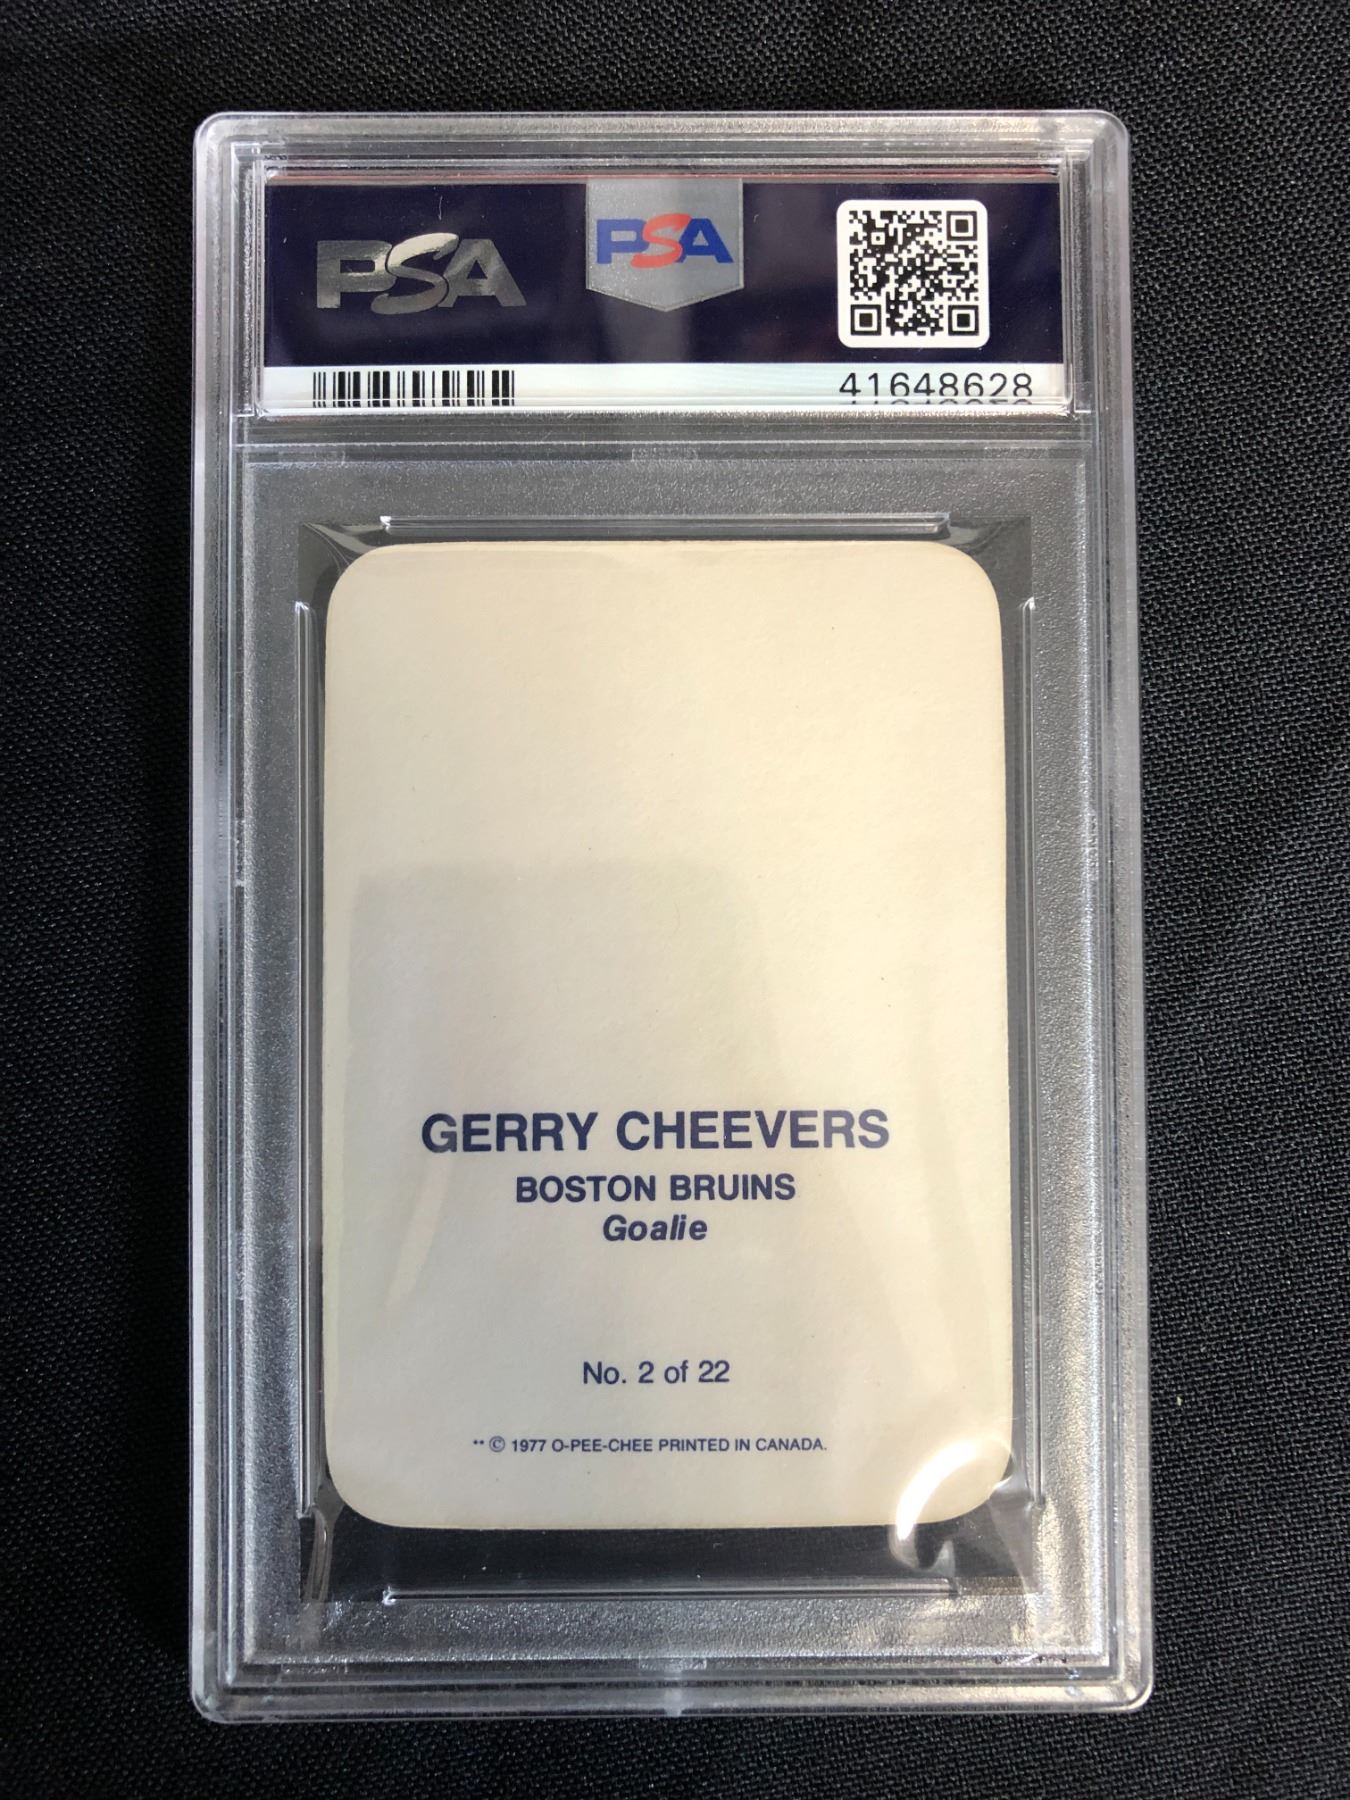 PSA
PSA
41648628
GERRY CHEEVERS
BOSTON BRUINS
Goalie
No. 2 of 22
** © 1977 O-PEE-CHEE PRINTED IN CANADA.